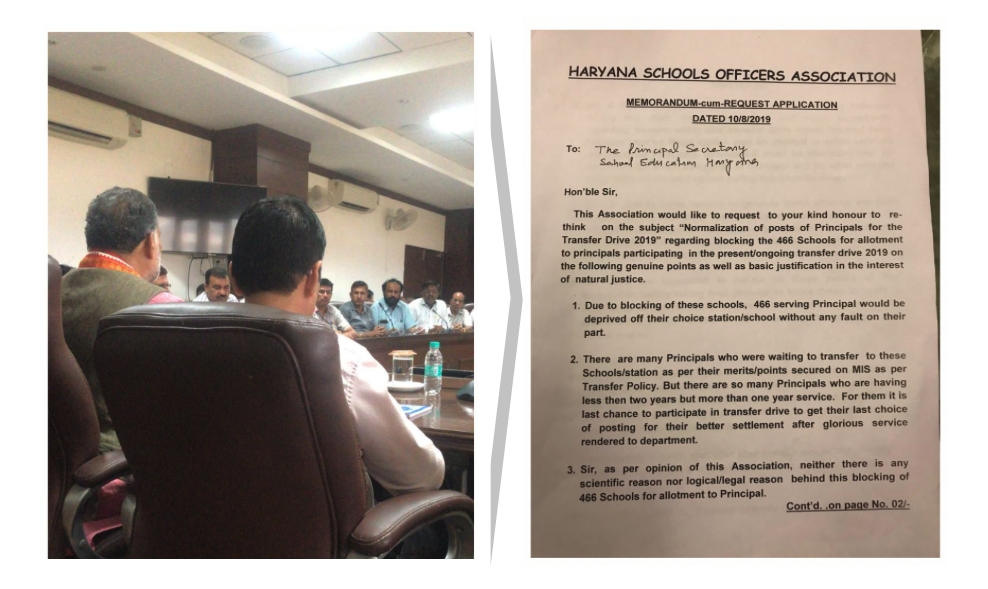 HARYANA SCHOOLS OFFICERS ASSOCIATION
MEMORANDUM-cum-REQUEST APPLICATION
DATED 10/8/2019
To: The Principal Secretary
School Education Haryana
Hon'ble Sir,
This Association would like to request to your kind honour to re-
think on the subject "Normalization of posts of Principals for the
Transfer Drive 2019" regarding blocking the 466 Schools for allotment
to principals participating in the present/ongoing transfer drive 2019 on
the following genuine points as well as basic justification in the interest
of natural justice.
1. Due to blocking of these schools, 466 serving Principal would be
deprived off their choice station/school without any fault on their
part.
2. There are many Principals who were waiting to transfer to these
Schools/station as per their merits/points secured on MIS as per
Transfer Policy. But there are so many Principals who are having
less then two years but more than one year service. For them it is
last chance to participate in transfer drive to get their last choice
of posting for their better settlement after glorious service
rendered to department.
3. Sir, as per opinion of this Association, neither there is any
scientific reason nor logical/legal reason behind this blocking of
466 Schools for allotment to Principal.
Cont'd. .on page No. 02/-